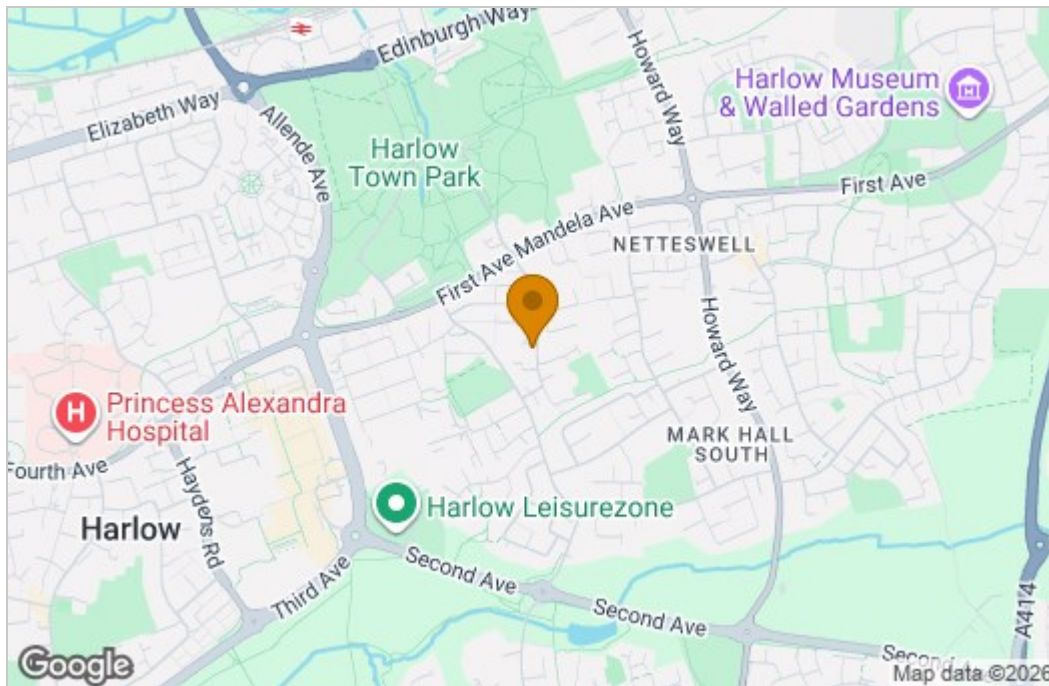 Edinburgh Way
Howard Way
Harlow Museum
& Walled Gardens
Elizabeth Way
Allende Ave
Harlow
Town Park
First Ave
First Ave Mandela Ave
NETTESWELL
Howard Way
H
Princess Alexandra
Hospital
MARK HALL
SOUTH
Fourth Ave
Haydens Rd
Harlow Leisurezone
Harlow
Second Ave
Third Ave
Second Ave
A414
Second
Google
Map data ©2026